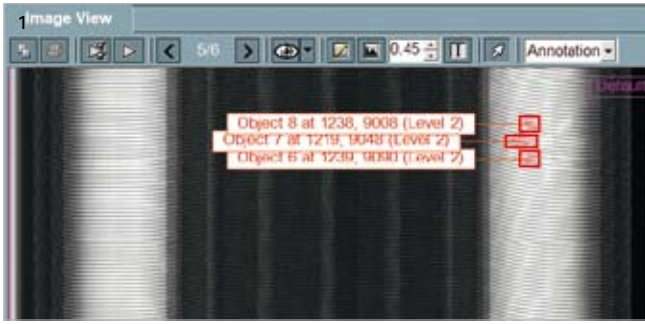 1
Image View
5/6
0.45
T
Annotation
Default
Object 8 at 1238, 9008 (Level 2)
Object 7 at 1219, 9048 (Level 2)
Object 6 at 1239, 9090 (Level 2)